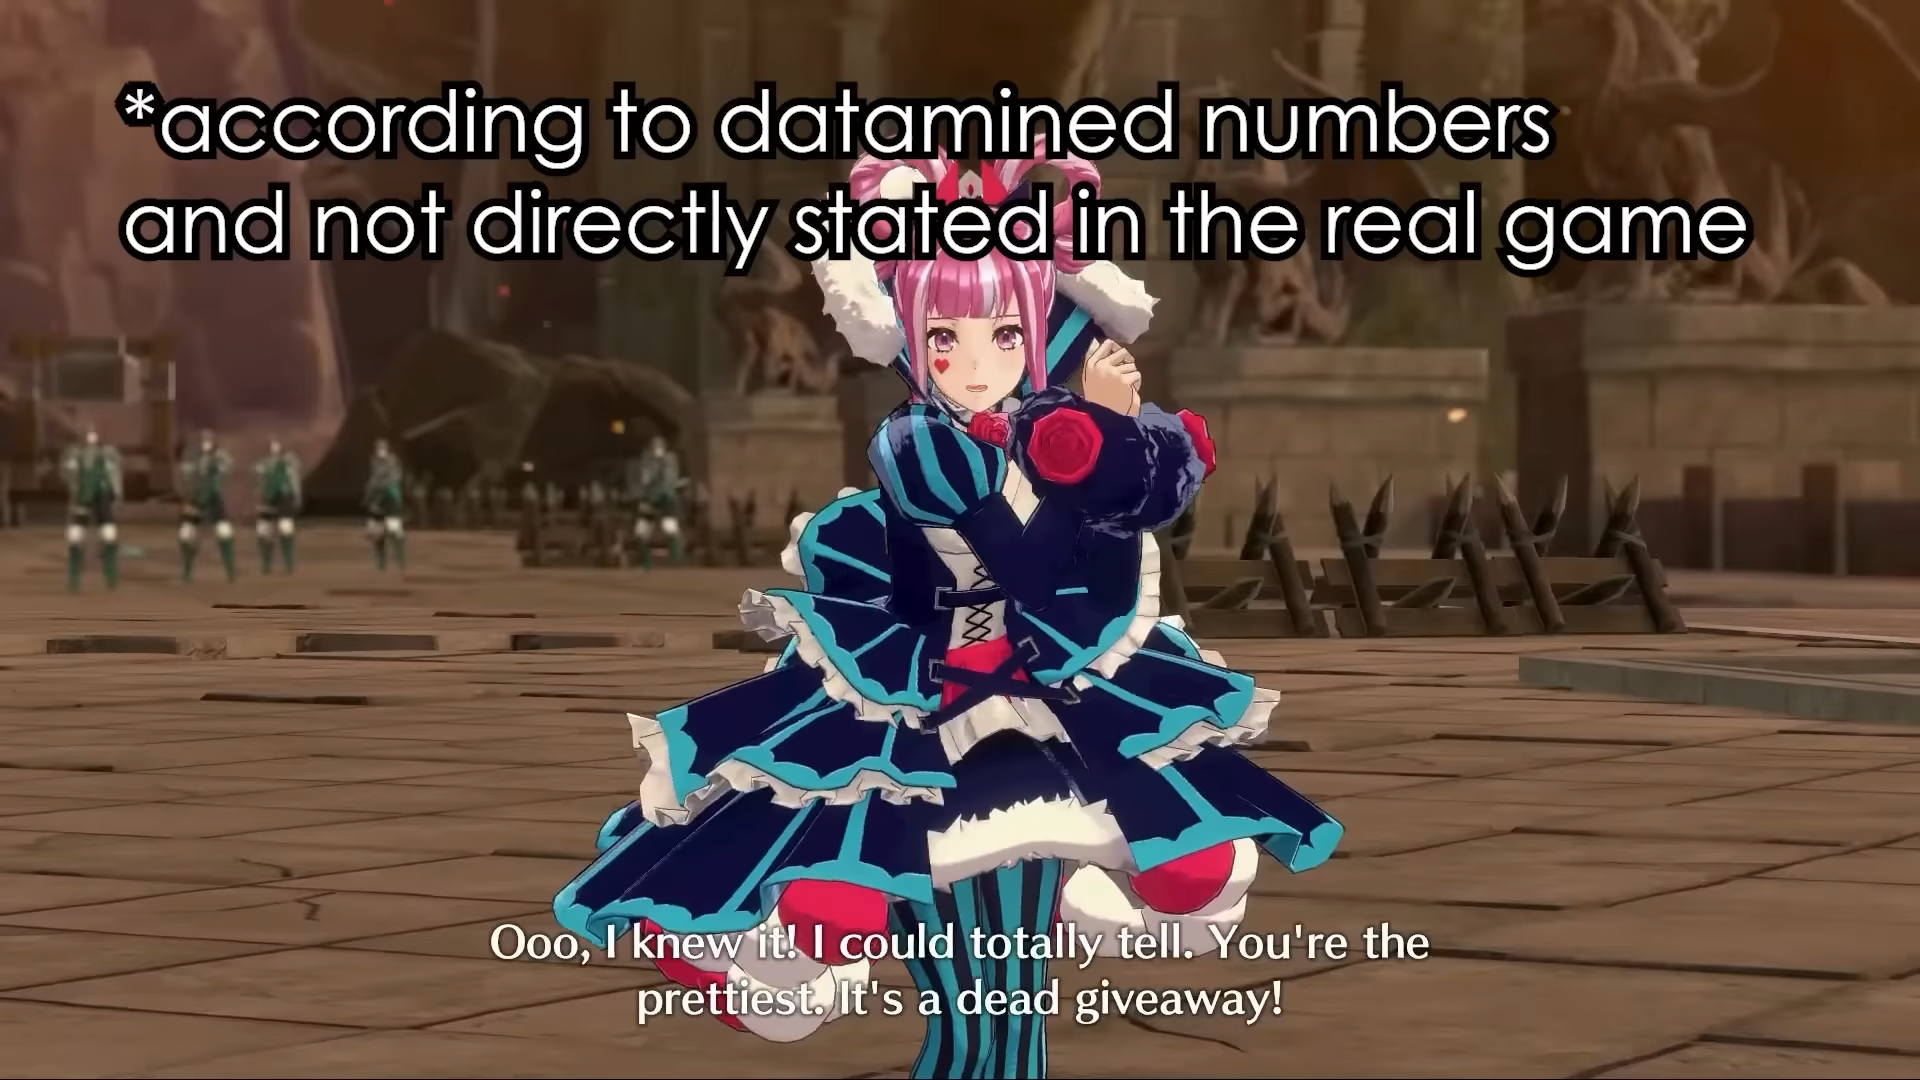 *according to datamined numbers
and not directly stated in the real game
Ooo, I knew it! I could totally tell. You're the
prettiest. It's a dead giveaway!